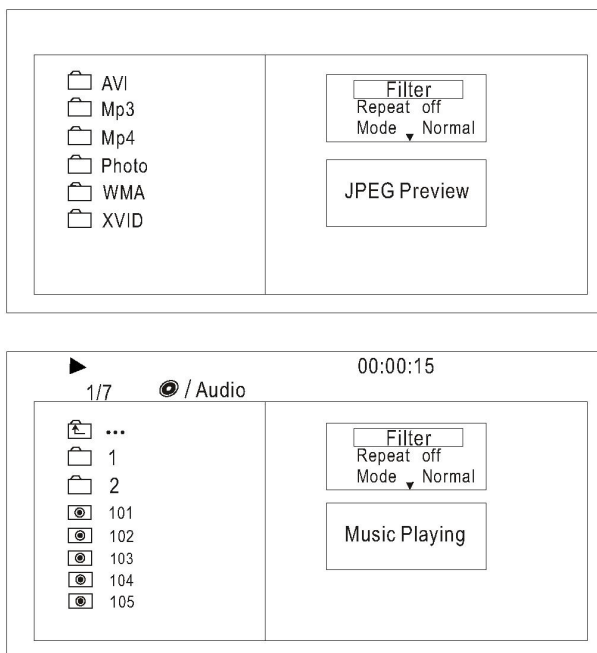 AVI
Mp3
Mp4
Photo
WMA
XVID
Filter
Repeat off
Mode Normal
JPEG Preview
00:00:15
1/7 / Audio
...
1
2
101
102
103
104
105
Filter
Repeat off
Mode Normal
Music Playing